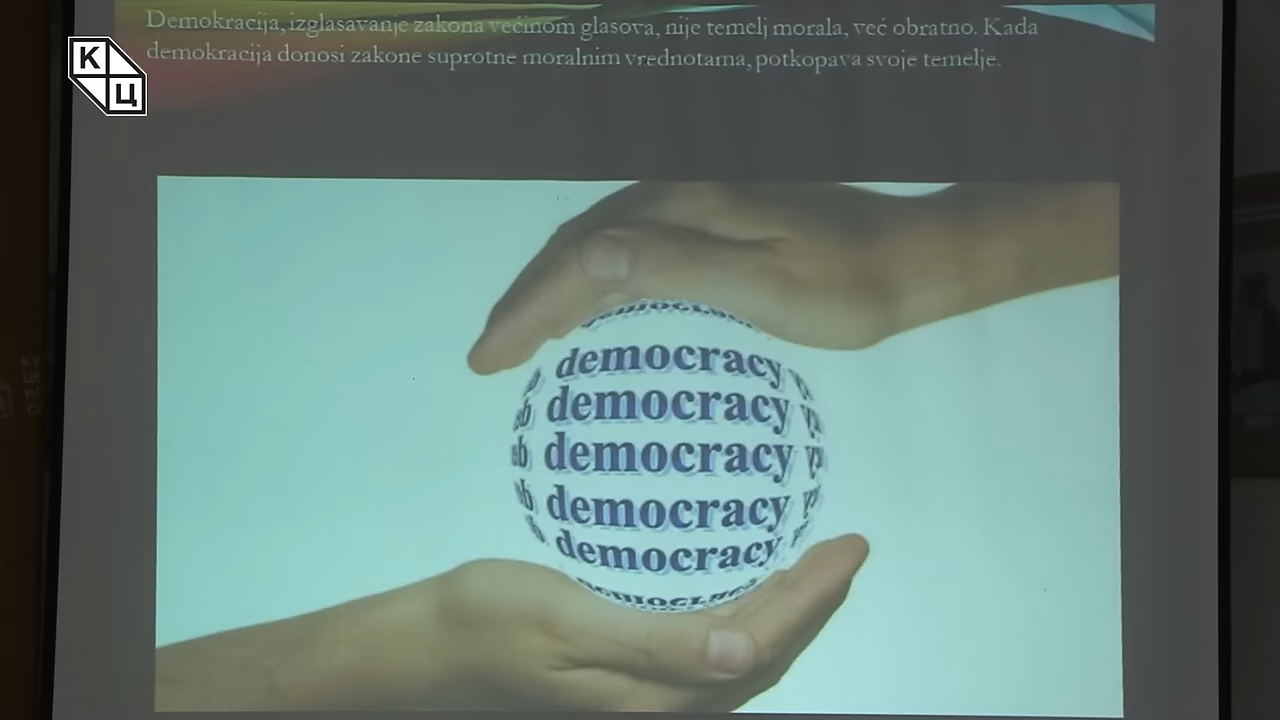 Demokracija, izglasavanje zakona većinom glasova, nije temelj morala, već obratno. Kada
demokracija donosi zakone suprotne moralnim vrednotama, potkopava svoje temelje.
К
Ц
democracy
democracy
democracy
democracy
democracy